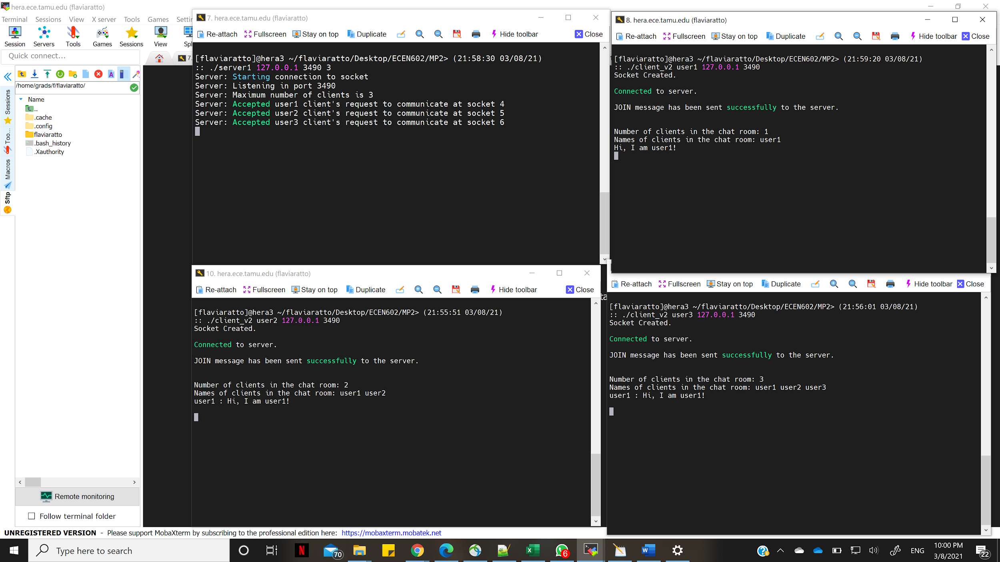 hera.ece.tamu.edu (flaviaratto)
Terminal Sessions View X server Tools Games Settin
Session Servers Tools Games Sessions View Spl
Quick connect...
7.
/home/grads/f/flaviaratto/
Name
..
.cache
.config
flaviaratto
.bash_history
.Xauthority
Sessions
Too...
Macros
Sftp
Remote monitoring
Follow terminal folder
7. hera.ece.tamu.edu (flaviaratto)
Re-attach Fullscreen Stay on top Duplicate Hide toolbar Close
[flaviaratto]@hera3 ~/flaviaratto/Desktop/ECEN602/MP2> (21:58:30 03/08/21)
:: ./server1 127.0.0.1 3490 3
Server: Starting connection to socket
Server: Listening in port 3490
Server: Maximum number of clients is 3
Server: Accepted user1 client's request to communicate at socket 4
Server: Accepted user2 client's request to communicate at socket 5
Server: Accepted user3 client's request to communicate at socket 6
8. hera.ece.tamu.edu (flaviaratto)
Re-attach Fullscreen Stay on top Duplicate Hide toolbar Close
[flaviaratto]@hera3 ~/flaviaratto/Desktop/ECEN602/MP2> (21:59:20 03/08/21)
:: ./client_v2 user1 127.0.0.1 3490
Socket Created.
Connected to server.
JOIN message has been sent successfully to the server.
Number of clients in the chat room: 1
Names of clients in the chat room: user1
Hi, I am user1!
10. hera.ece.tamu.edu (flaviaratto)
Re-attach Fullscreen Stay on top Duplicate Hide toolbar Close
ta
[flaviaratto]@hera3 ~/flaviaratto/Desktop/ECEN602/MP2> (21:55:51 03/08/21)
:: ./client_v2 user2 127.0.0.1 3490
Socket Created.
Connected to server.
JOIN message has been sent successfully to the server.
Number of clients in the chat room: 2
Names of clients in the chat room: user1 user2
user1 : Hi, I am user1!
Re-attach Fullscreen Stay on top Duplicate Hide toolbar Close
[flaviaratto]@hera3 ~/flaviaratto/Desktop/ECEN602/MP2> (21:56:01 03/08/21)
:: ./client_v2 user3 127.0.0.1 3490
Socket Created.
Connected to server.
JOIN message has been sent successfully to the server.
Number of clients in the chat room: 3
Names of clients in the chat room: user1 user2 user3
user1 : Hi, I am user1!
UNREGISTERED VERSION - Please support MobaXterm by subscribing to the professional edition here: https://mobaxterm.mobatek.net
Type here to search
70
6
ENG
10:00 PM
3/8/2021
22